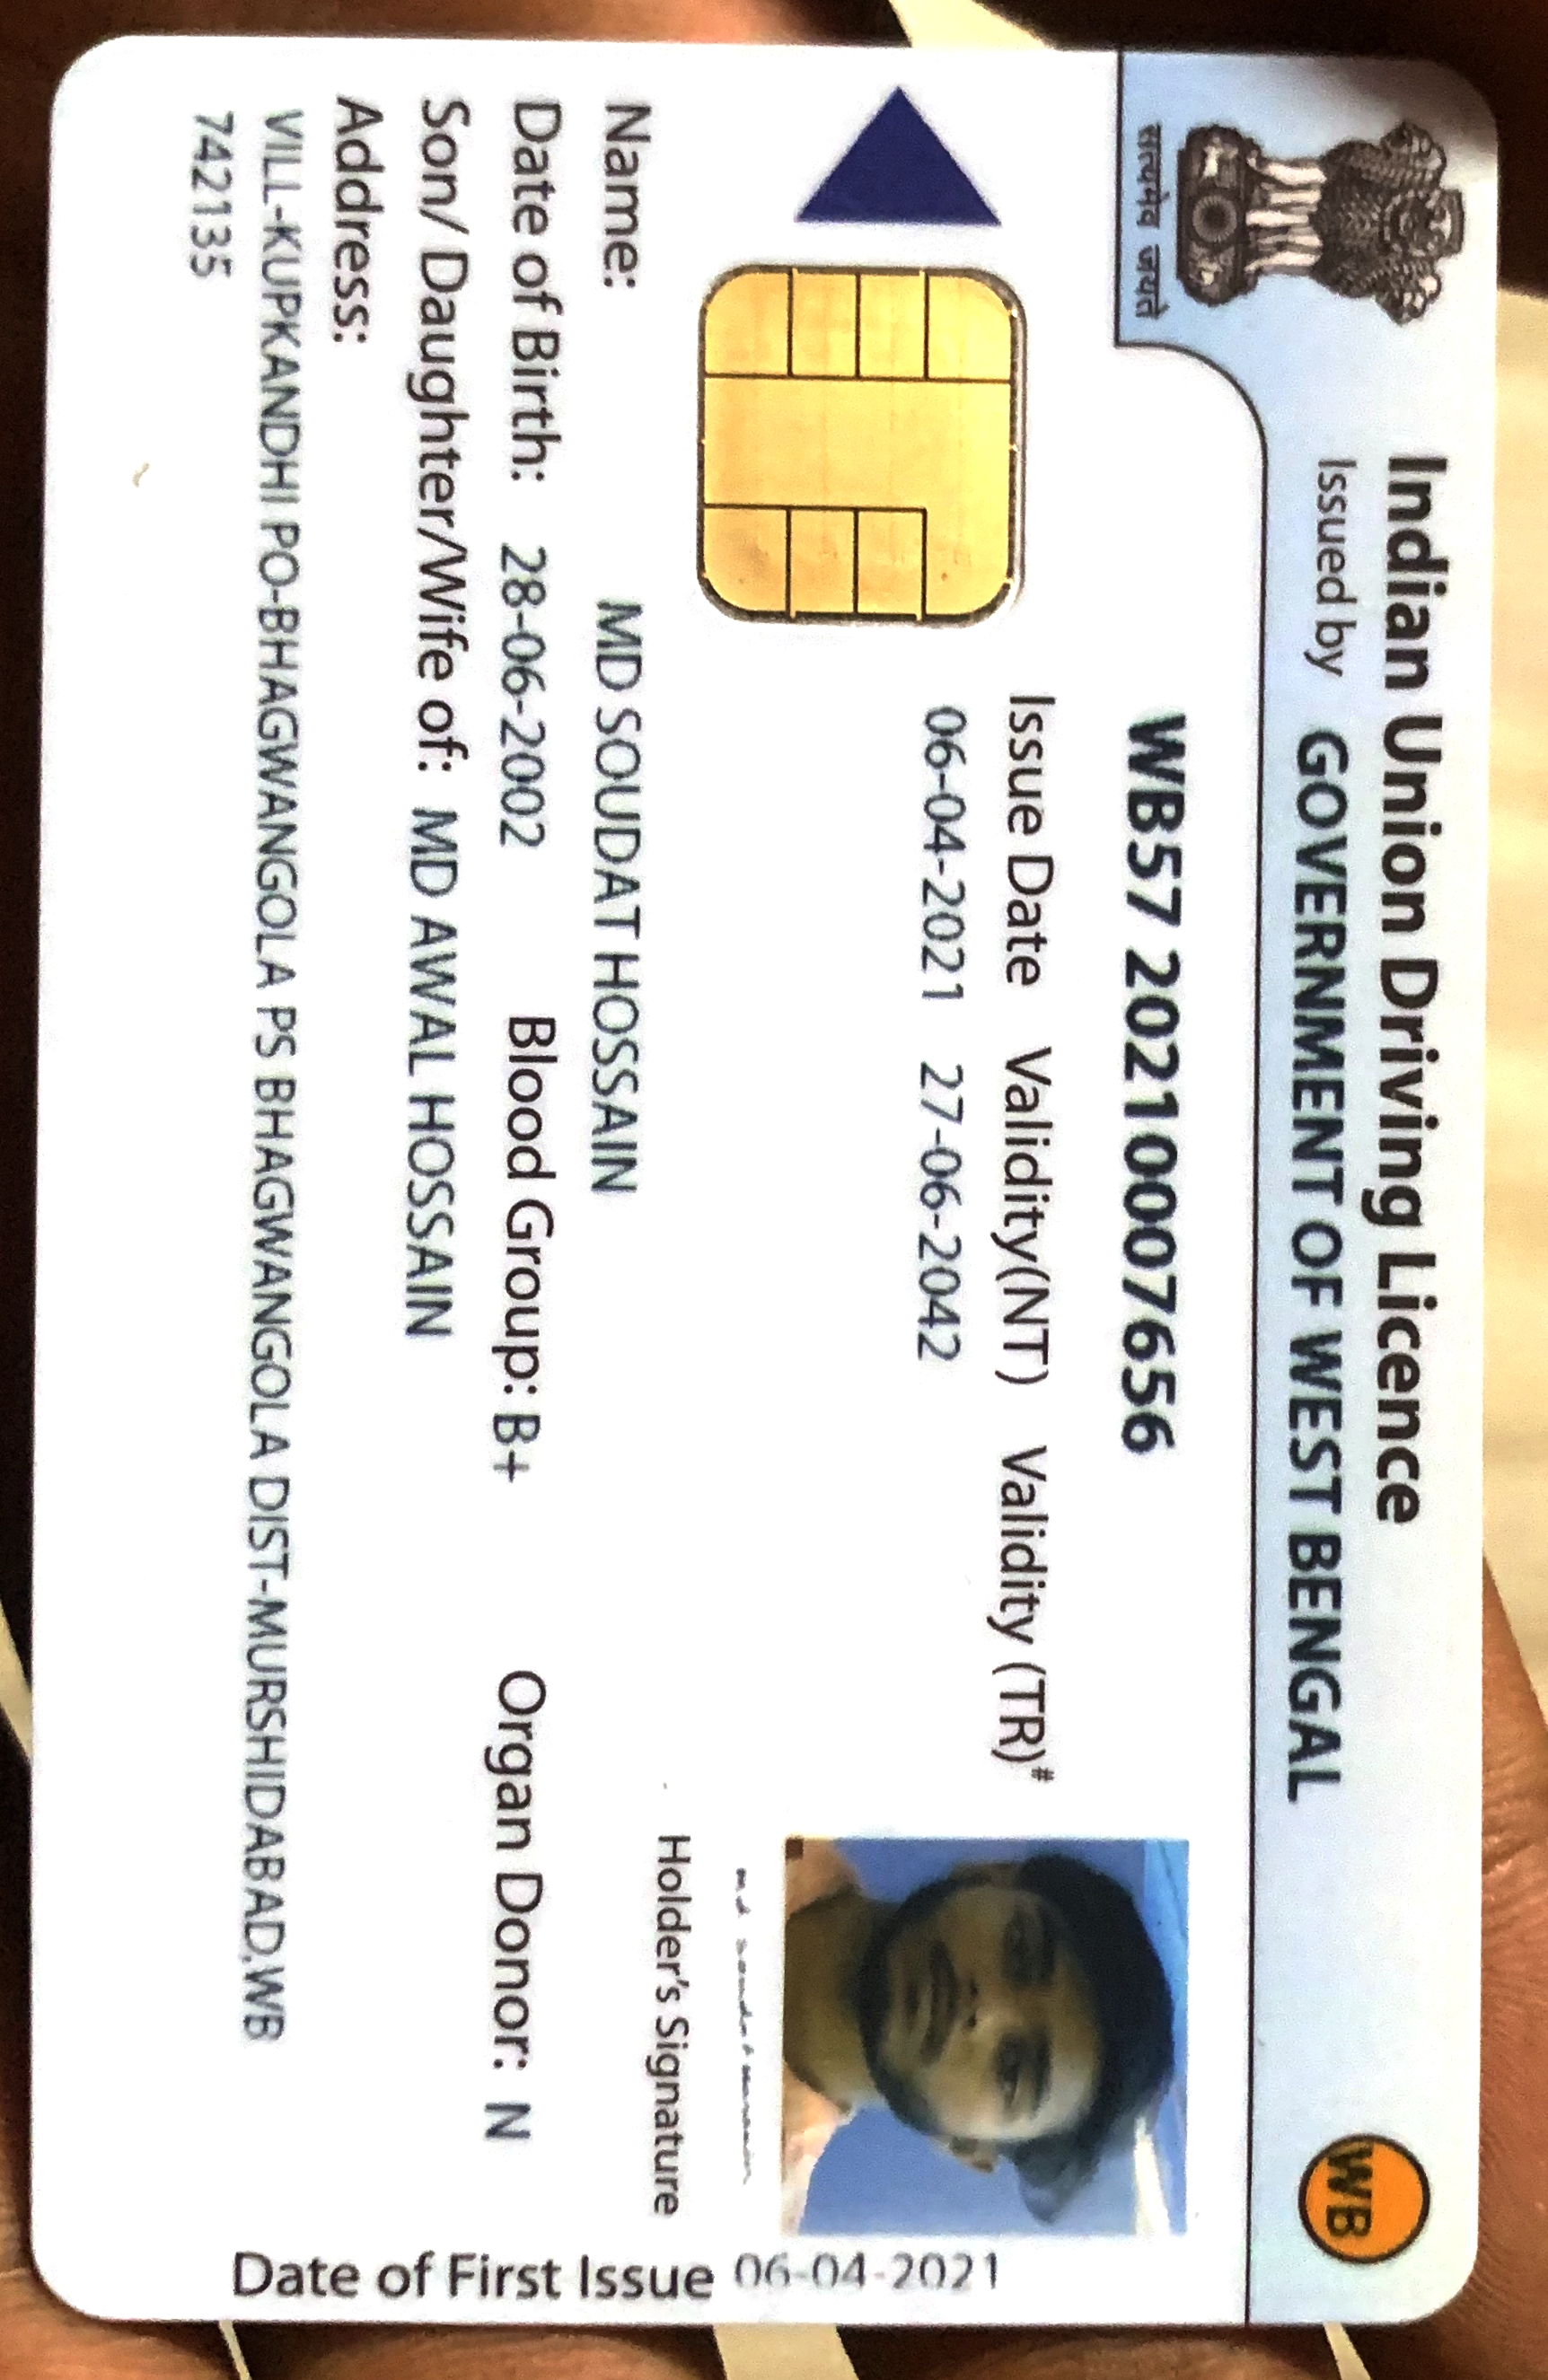 Indian Union Driving Licence
Issued by GOVERNMENT OF WEST BENGAL
सत्यमेव जयते
WB
WB57 20210007656
Issue Date Validity(NT) Validity (TR)#
06-04-2021 27-06-2042
Holder's Signature
Name: MD SOUDAT HOSSAIN
Date of Birth: 28-06-2002 Blood Group: B+ Organ Donor: N
Son/ Daughter/Wife of: MD AWAL HOSSAIN
Address:
VILL-KUPKANDHI PO-BHAGWANGOLA PS BHAGWANGOLA DIST-MURSHIDABAD,WB
742135
Date of First Issue 06-04-2021